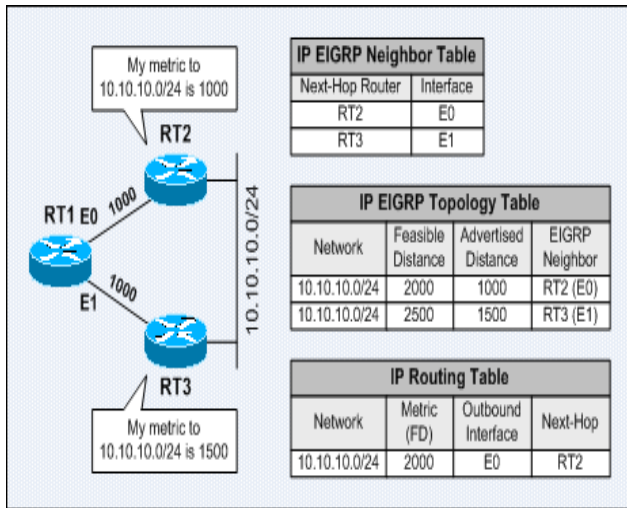 My metric to
10.10.10.0/24 is 1000
RT2
RT1 E0 1000
E1 1000
RT3
My metric to
10.10.10.0/24 is 1500
10.10.10.0/24
IP EIGRP Neighbor Table
Next-Hop Router Interface
RT2 E0
RT3 E1
IP EIGRP Topology Table
Network Feasible Distance Advertised Distance EIGRP Neighbor
10.10.10.0/24 2000 1000 RT2 (E0)
10.10.10.0/24 2500 1500 RT3 (E1)
IP Routing Table
Network Metric (FD) Outbound Interface Next-Hop
10.10.10.0/24 2000 E0 RT2